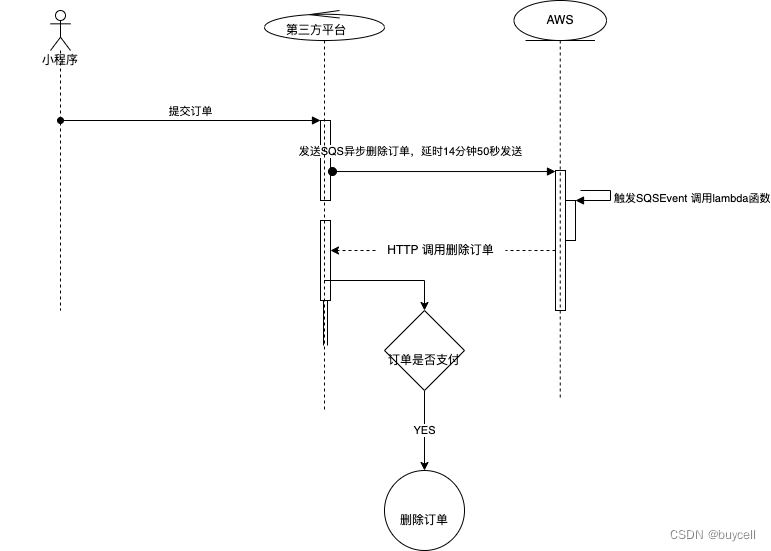 小程序
第三方平台
AWS
提交订单
发送SQS异步删除订单，延时14分钟50秒发送
触发SQSEvent 调用lambda函数
HTTP 调用删除订单
订单是否支付
YES
删除订单
CSDN @buycell